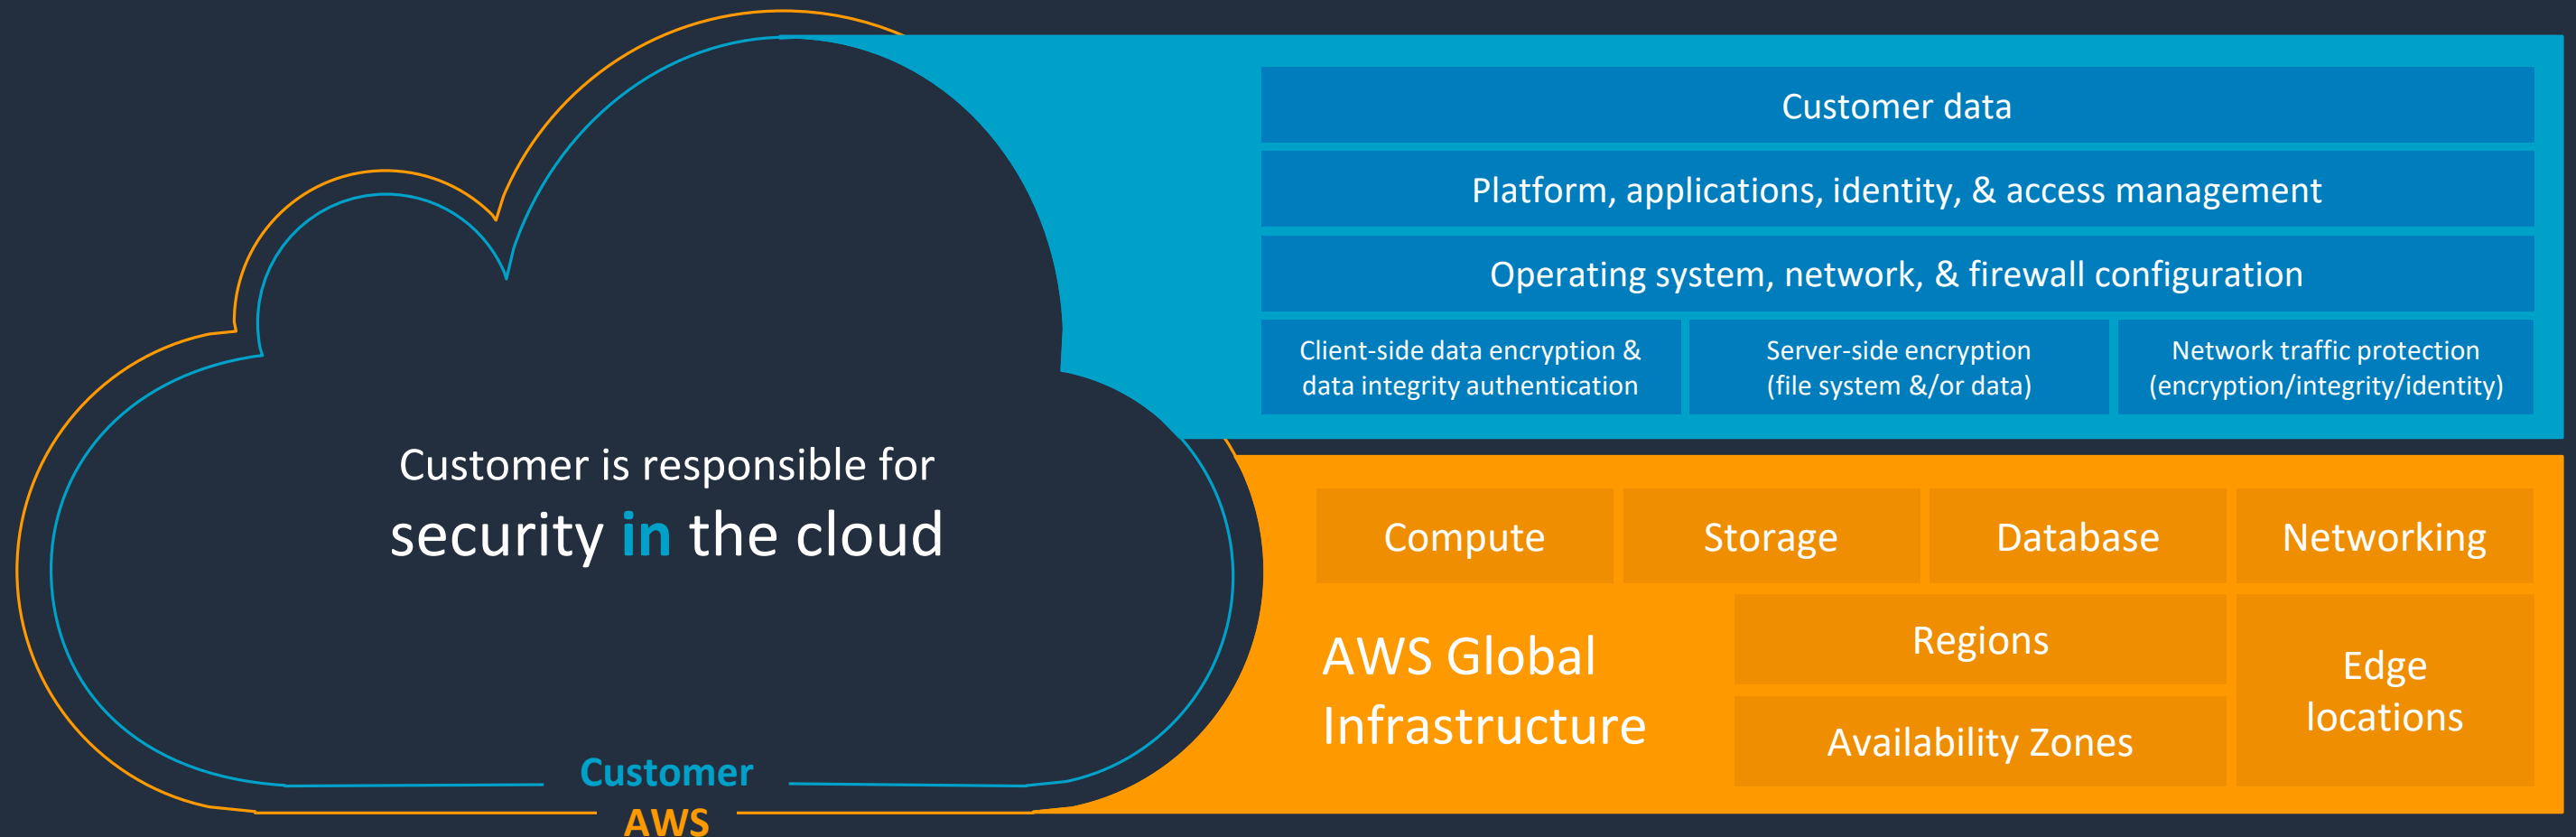 Customer is responsible for
security in the cloud
Customer
AWS
Customer data
Platform, applications, identity, & access management
Operating system, network, & firewall configuration
Client-side data encryption &
data integrity authentication
Server-side encryption
(file system &/or data)
Network traffic protection
(encryption/integrity/identity)
Compute
Storage
Database
Networking
AWS Global
Infrastructure
Regions
Availability Zones
Edge
locations